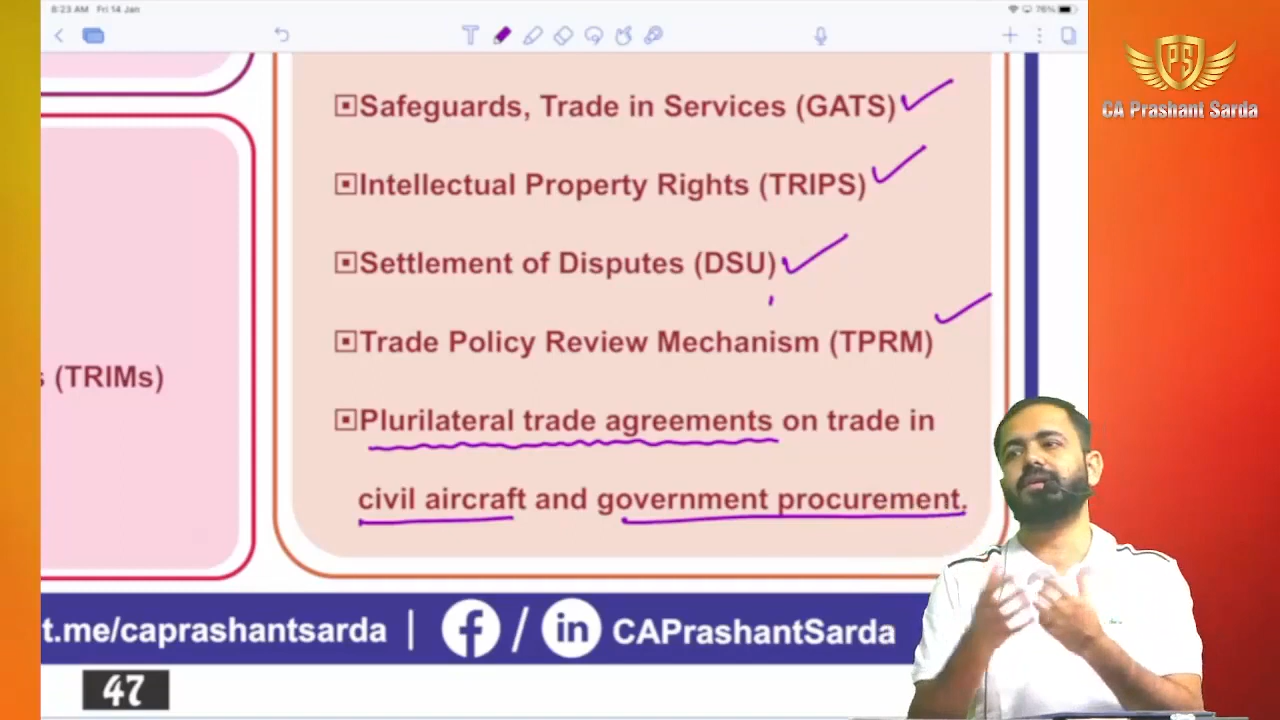 8:23 AM Fri 14 Jan
76%
PS
CA Prashant Sarda
Safeguards, Trade in Services (GATS)
Intellectual Property Rights (TRIPS)
Settlement of Disputes (DSU)
Trade Policy Review Mechanism (TPRM)
(TRIMs)
Plurilateral trade agreements on trade in
civil aircraft and government procurement.
t.me/caprashantsarda | f / in CAPrashantSarda
47